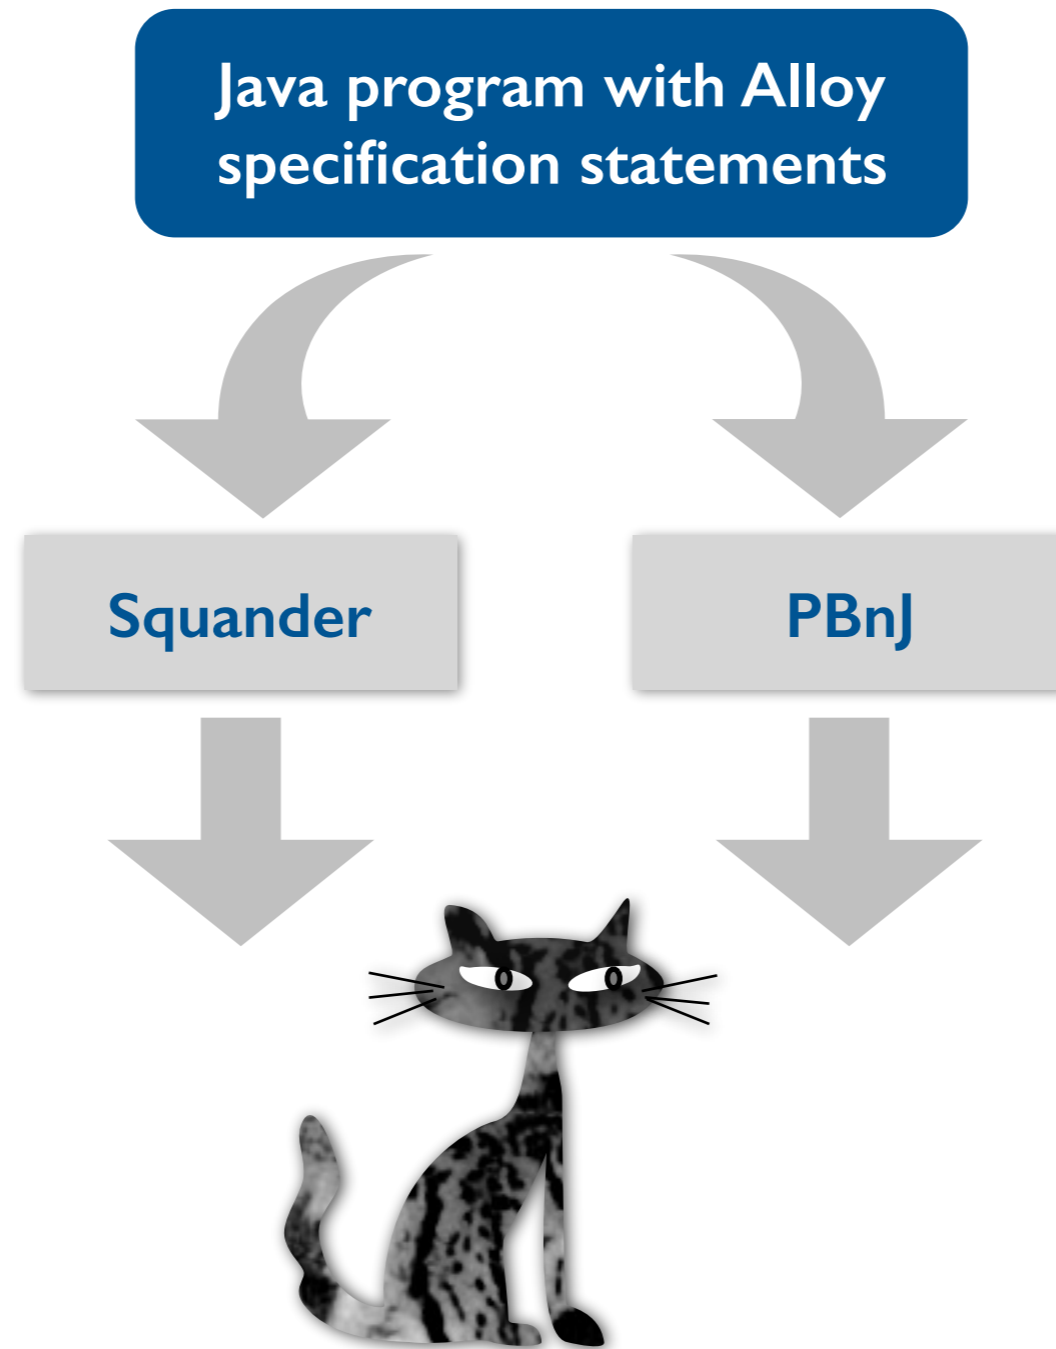 Java program with Alloy
specification statements
Squander
PBnJ